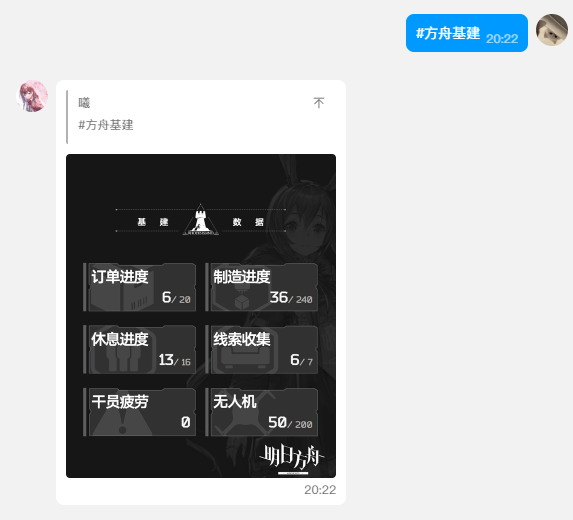 #方舟基建 20:22
曦
不
#方舟基建
基 建
数 据
订单进度
6/ 20
制造进度
36/ 240
休息进度
13/ 15
线索收集
6/ 7
干员疲劳
0
无人机
50/ 200
明日方舟
20:22